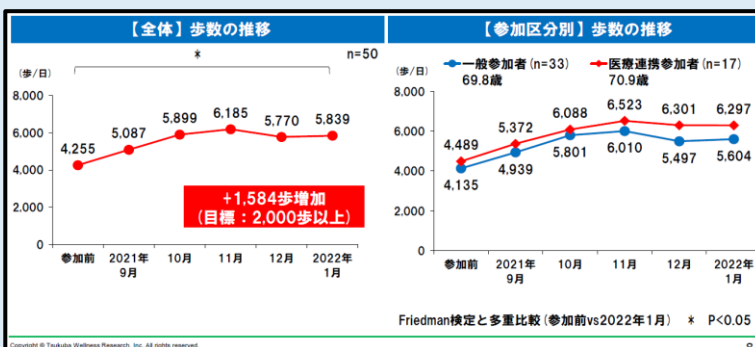 【全体】歩数の推移
(歩/日)
*
n=50
8,000
6,000
4,000
2,000
0
4,255
5,087
5,899
6,185
5,770
5,839
+1,584歩増加
(目標：2,000歩以上)
参加前
2021年
9月
10月
11月
12月
2022年
1月
【参加区分別】歩数の推移
(歩/日)
一般参加者(n=33)
69.8歳
医療連携参加者(n=17)
70.9歳
8,000
6,000
4,000
2,000
0
4,489
5,372
6,088
6,523
6,301
6,297
4,135
4,939
5,801
6,010
5,497
5,604
参加前
2021年
9月
10月
11月
12月
2022年
1月
Friedman検定と多重比較(参加前vs2022年1月) * P<0.05
Copyright © Tsukuba Wellness Research, Inc. All rights reserved.